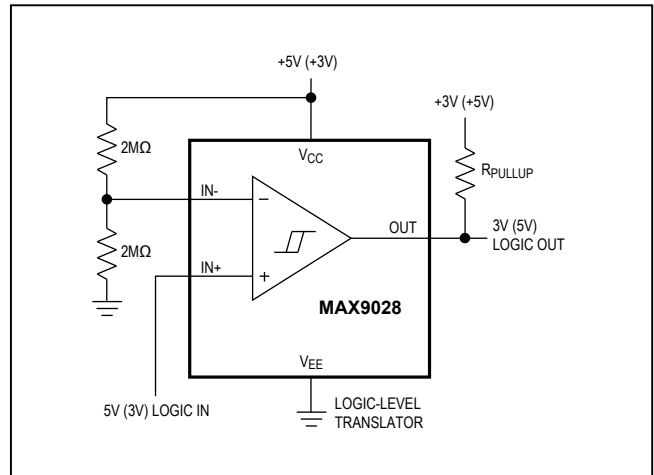 +5V (+3V)
+3V (+5V)
2MΩ
VCC
RPULLUP
IN-
−
OUT
3V (5V)
LOGIC OUT
2MΩ
IN+
+
MAX9028
VEE
5V (3V) LOGIC IN
LOGIC-LEVEL
TRANSLATOR